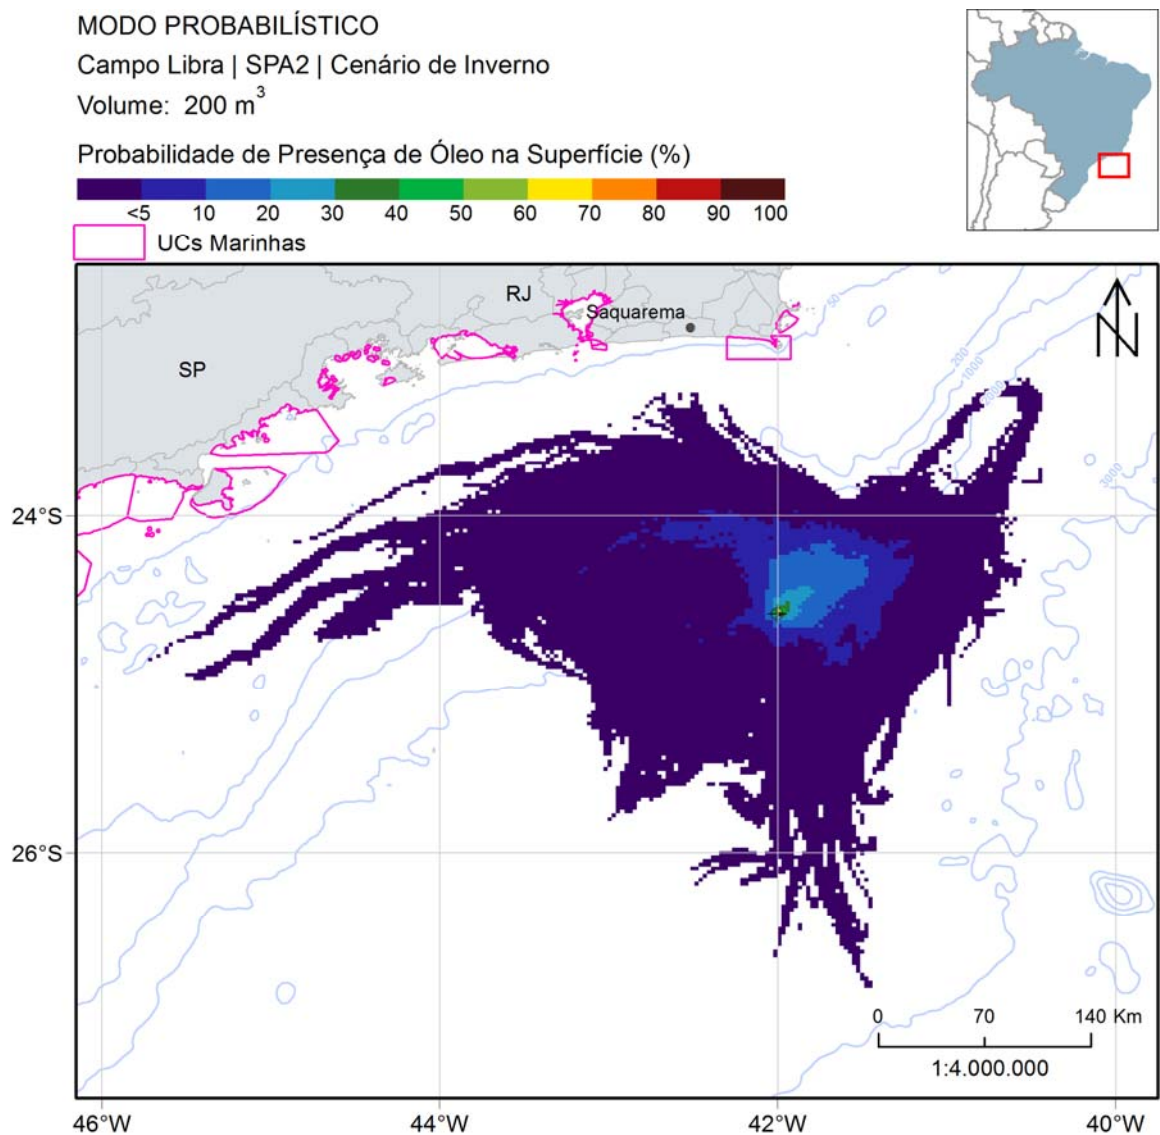 MODO PROBABILÍSTICO
Campo Libra | SPA2 | Cenário de Inverno
Volume: 200 m³
Probabilidade de Presença de Óleo na Superfície (%)
<5 10 20 30 40 50 60 70 80 90 100
UCs Marinhas
RJ
Saquarema
SP
50
200
1000
2000
3000
N
24°S
26°S
0 70 140 Km
1:4.000.000
46°W 44°W 42°W 40°W